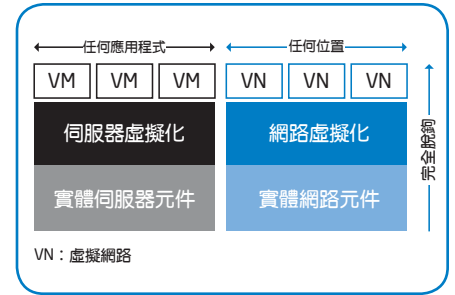 任何應用程式
任何位置
VM VM VM VN VN VN
伺服器虛擬化 網路虛擬化
實體伺服器元件 實體網路元件
完全脫鉤
VN：虛擬網路